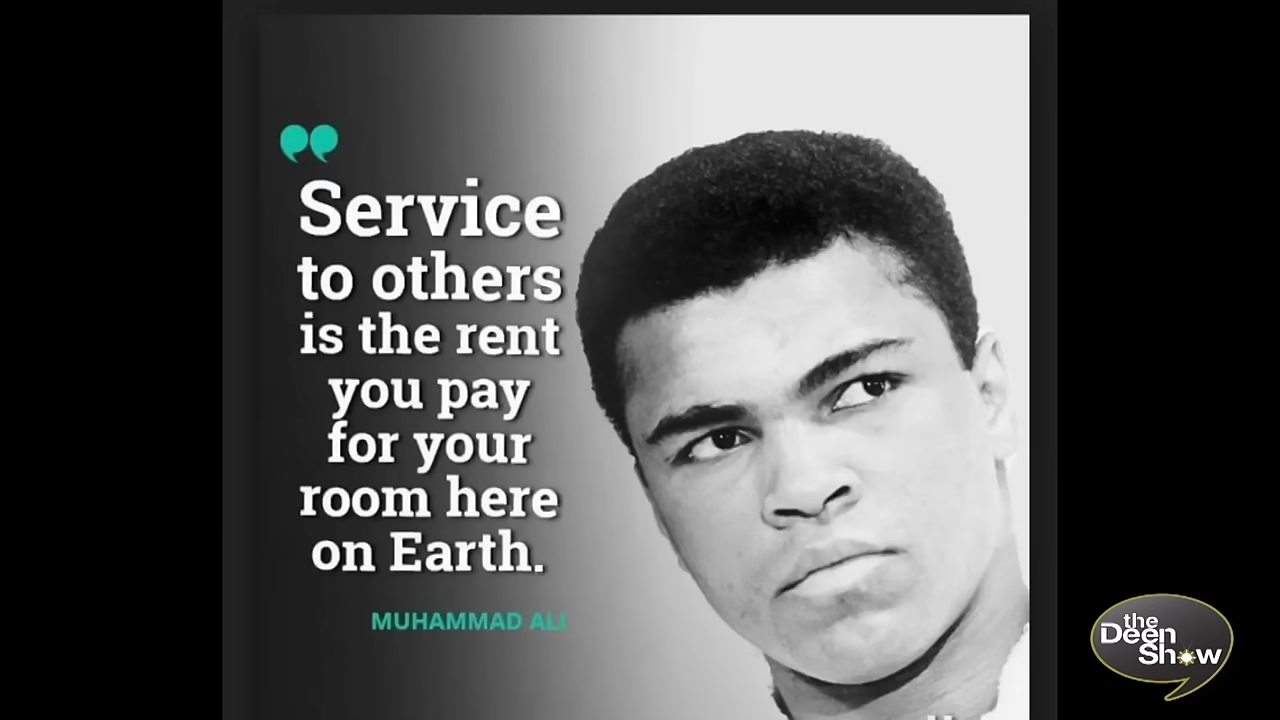 Service
to others
is the rent
you pay
for your
room here
on Earth.
MUHAMMAD ALI
the
Deen
Show